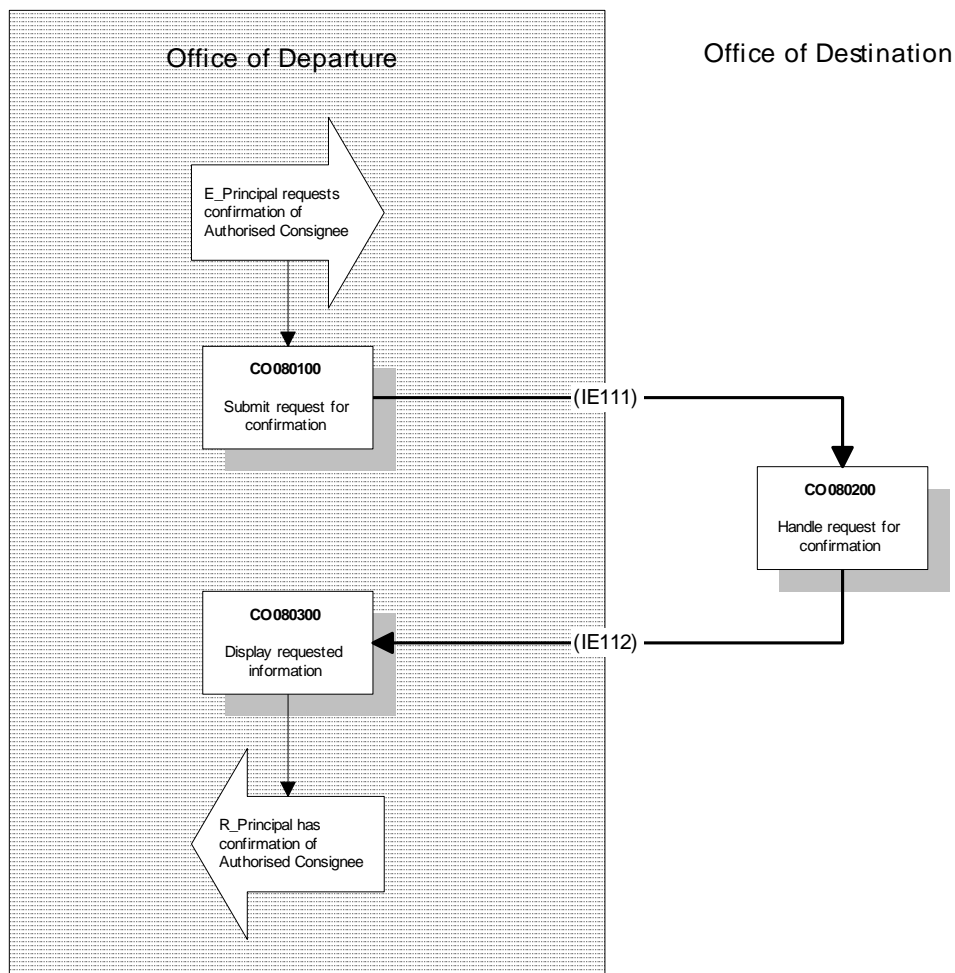 Office of Departure
Office of Destination
E_Principal requests
confirmation of
Authorised Consignee
CO080100
Submit request for
confirmation
(IE111)
CO080200
Handle request for
confirmation
CO080300
Display requested
information
(IE112)
R_Principal has
confirmation of
Authorised Consignee